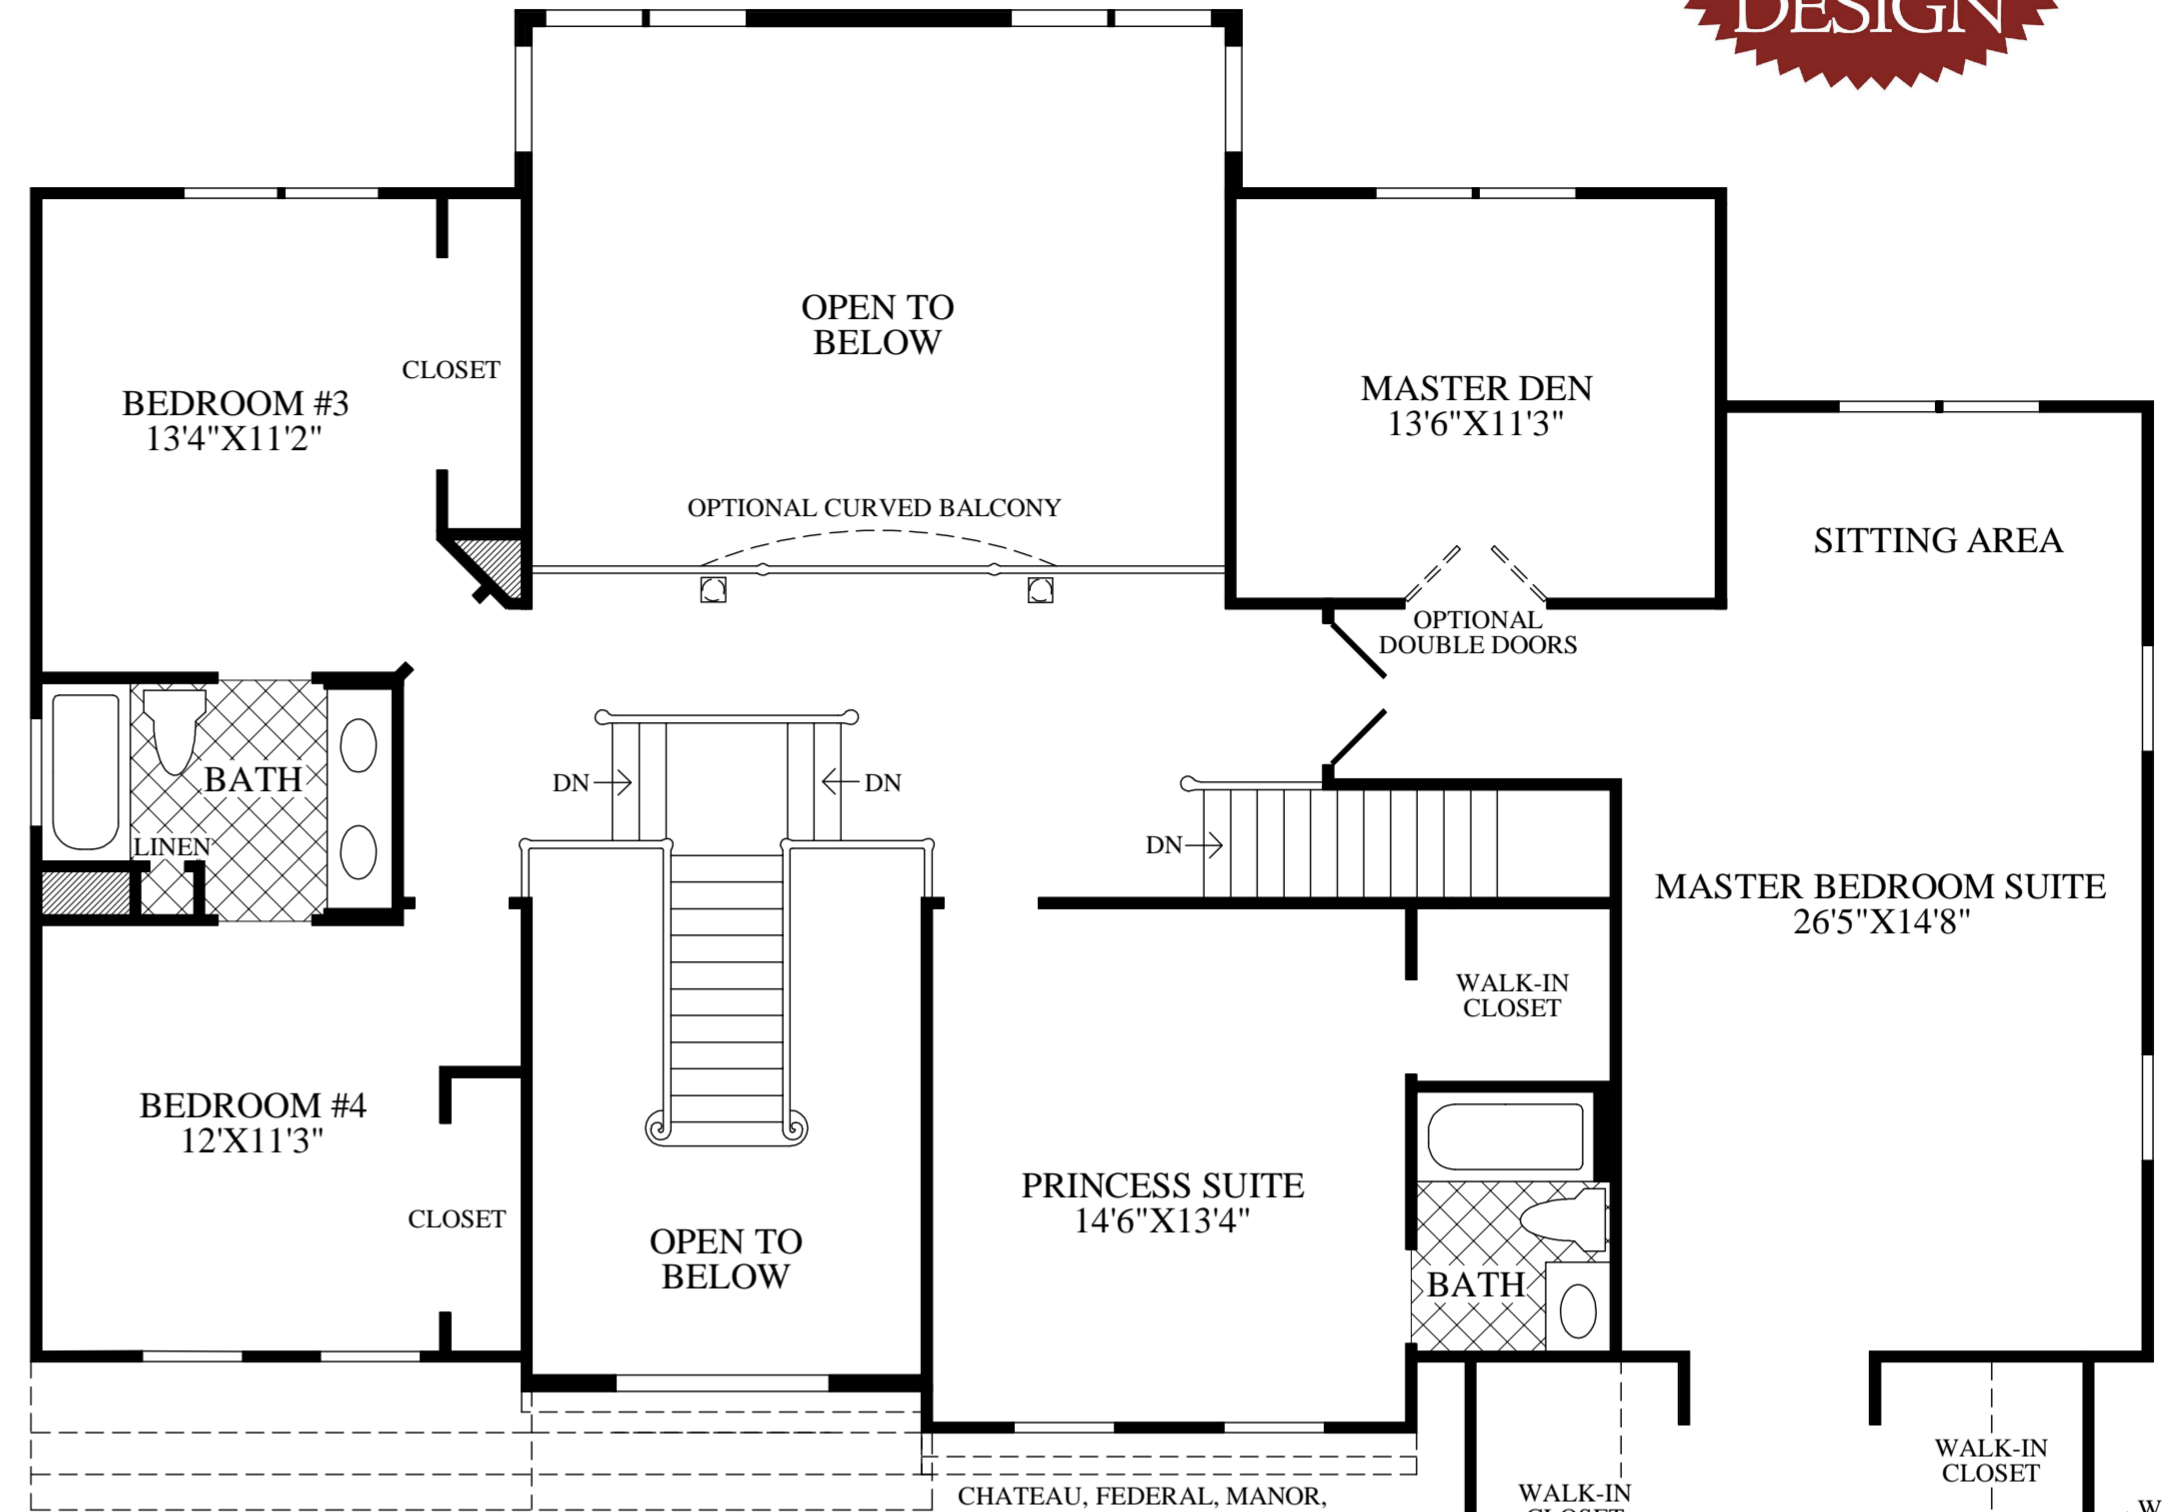 DESIGN
OPEN TO
BELOW
CLOSET
BEDROOM #3
13'4"X11'2"
MASTER DEN
13'6"X11'3"
OPTIONAL CURVED BALCONY
SITTING AREA
OPTIONAL
DOUBLE DOORS
BATH
DN
DN
LINEN
DN
MASTER BEDROOM SUITE
26'5"X14'8"
WALK-IN
CLOSET
BEDROOM #4
12'X11'3"
CLOSET
PRINCESS SUITE
14'6"X13'4"
OPEN TO
BELOW
BATH
WALK-IN
CLOSET
CHATEAU, FEDERAL, MANOR,
WALK-IN
CLOSET